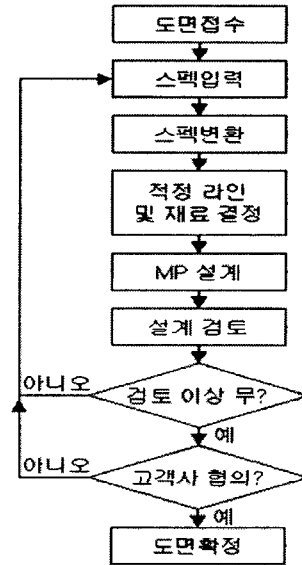 도면접수
스펙입력
스펙변환
적정 라인
및 재료 결정
MP 설계
설계 검토
아니오
검토 이상 무?
예
아니오
고객사 협의?
예
도면확정